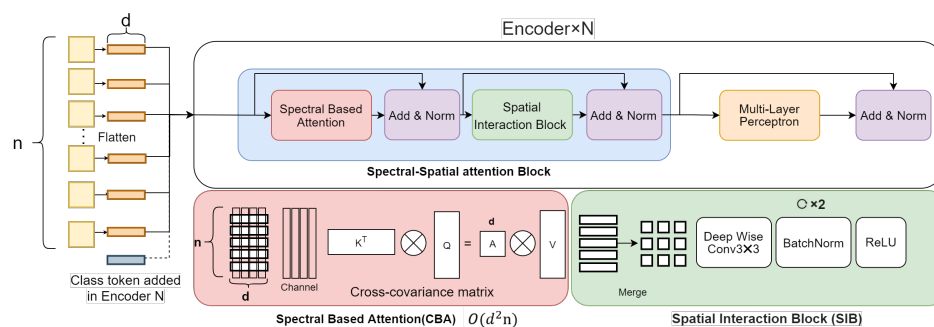 d
Encoder×N
n
Flatten
Spectral Based
Attention
Add & Norm
Spatial
Interaction Block
Add & Norm
Multi-Layer
Perceptron
Add & Norm
Spectral-Spatial attention Block
Class token added
in Encoder N
n
d
Channel
K^T
Q
=
d
A
V
Cross-covariance matrix
Spectral Based Attention(CBA) O(d²n)
×2
Merge
Deep Wise
Conv3×3
BatchNorm
ReLU
Spatial Interaction Block (SIB)